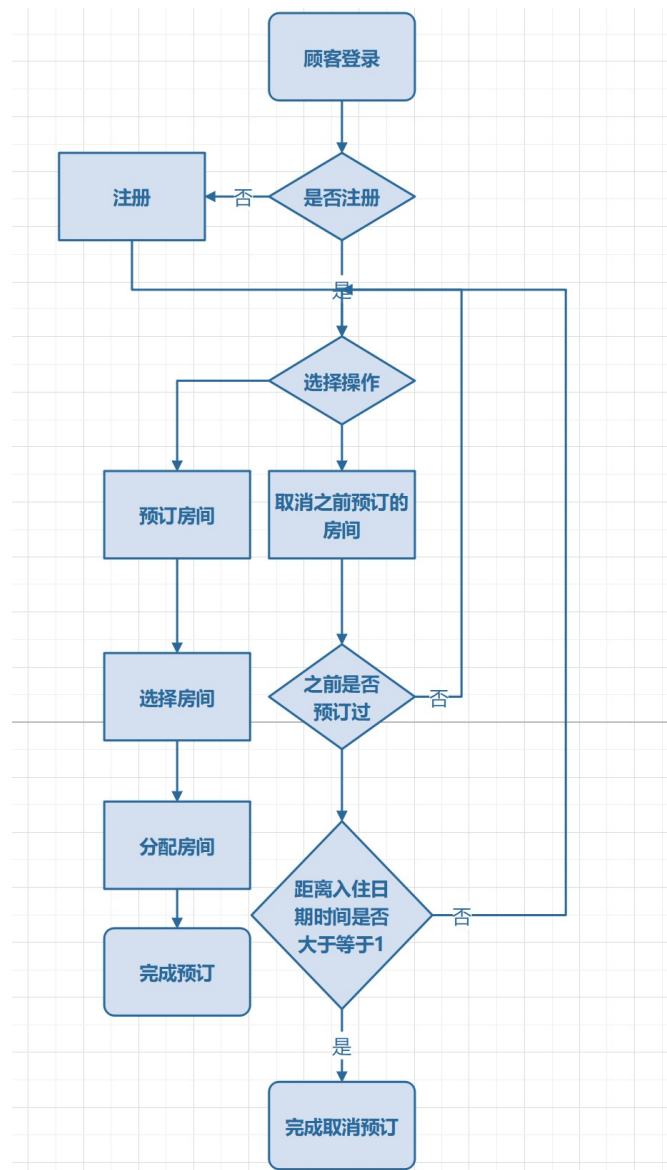 顾客登录
注册
否
是否注册
是
选择操作
预订房间
取消之前预订的
房间
选择房间
之前是否
预订过
否
分配房间
距离入住日
期时间是否
大于等于1
否
完成预订
是
完成取消预订